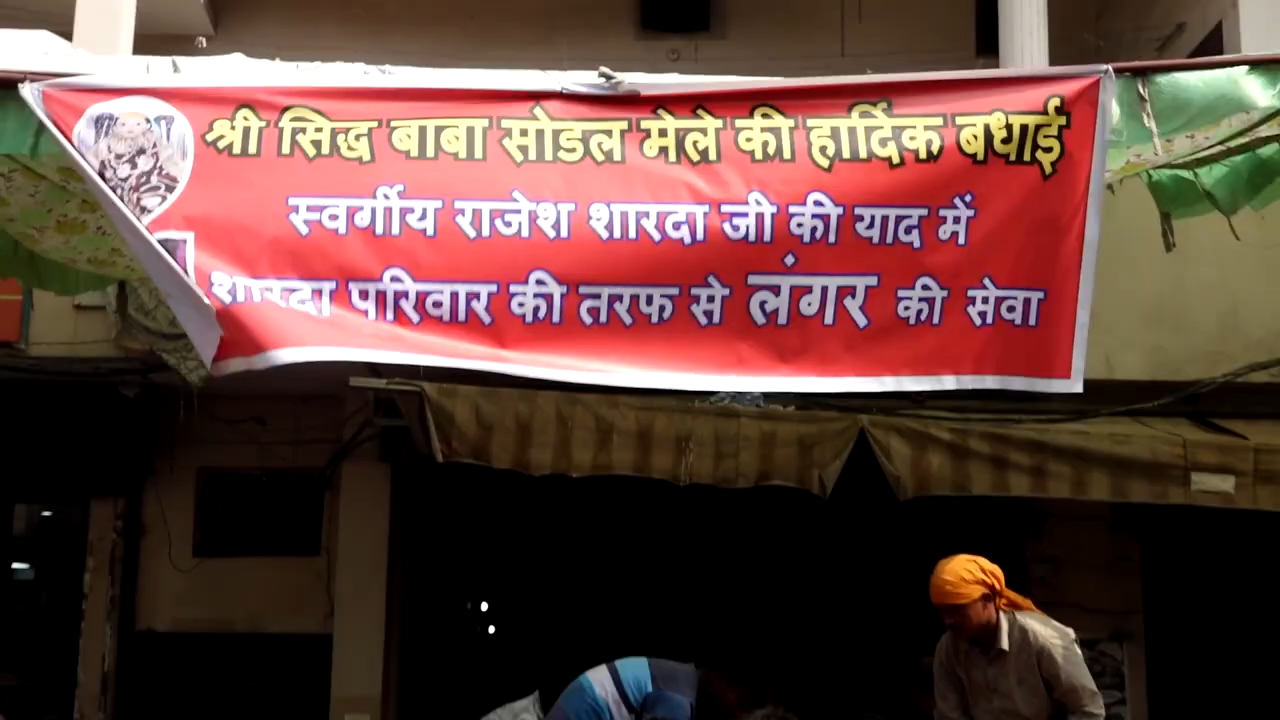 श्री सिद्ध बाबा सोडल मेले की हार्दिक बधाई
स्वर्गीय राजेश शारदा जी की याद में
शारदा परिवार की तरफ से लंगर की सेवा